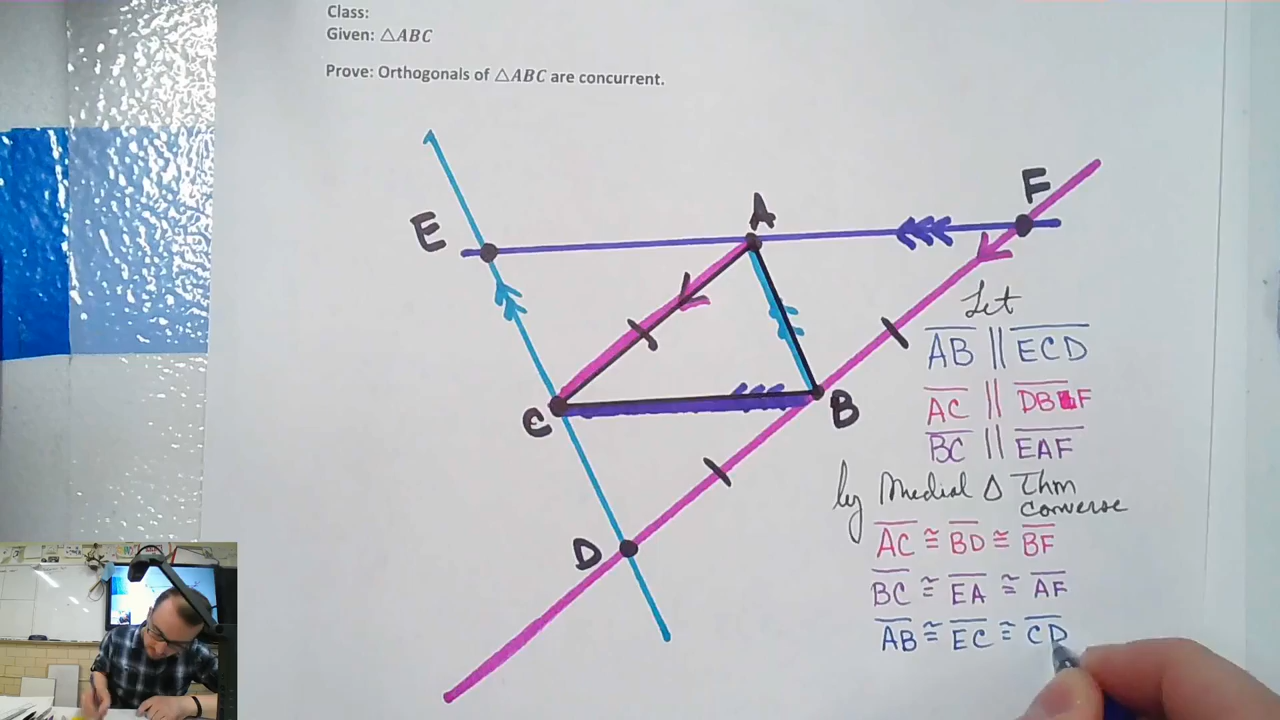 Class:
Given: △ABC
Prove: Orthogonals of △ABC are concurrent.
E
A
F
C
B
D
Let
AB || ECD
AC || DBF
BC || EAF
by Medial △ Thm
converse
AC ≅ BD ≅ BF
BC ≅ EA ≅ AF
AB ≅ EC ≅ CD